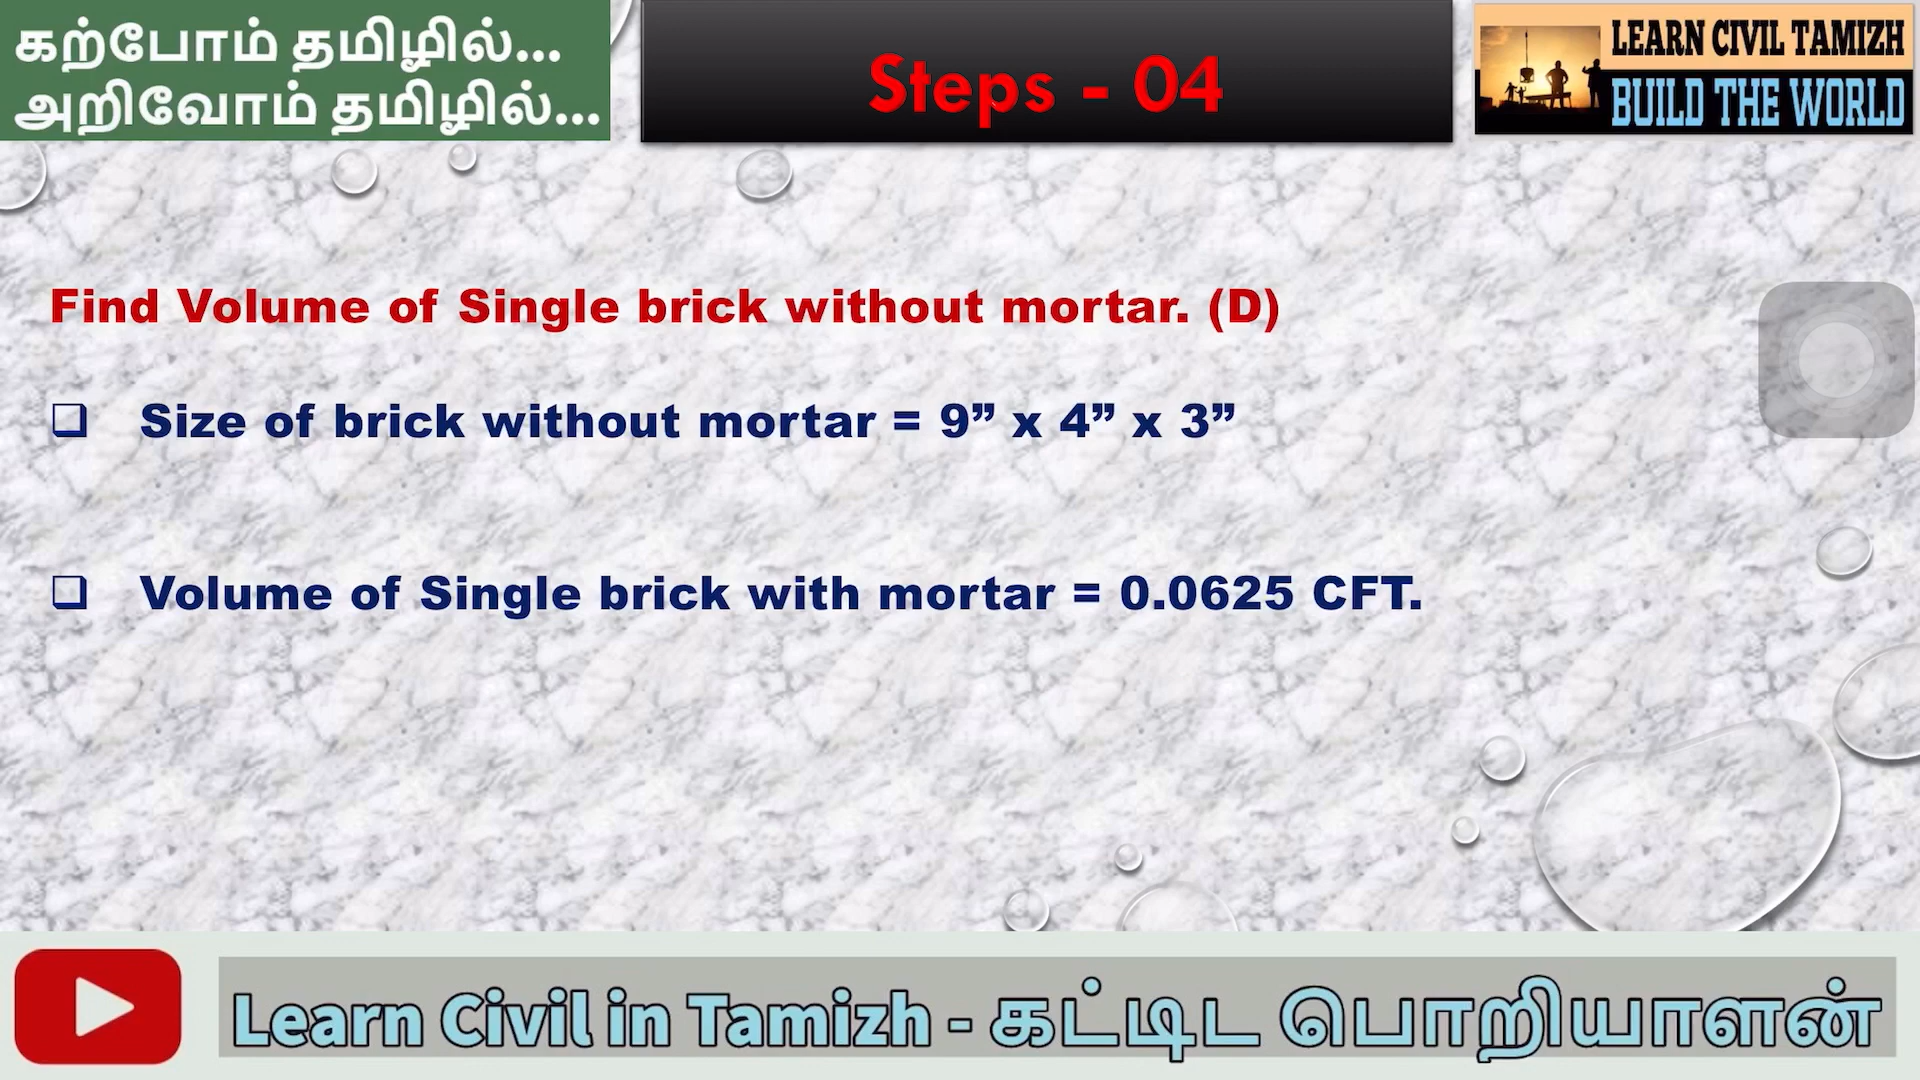 கற்போம் தமிழில்...
அறிவோம் தமிழில்...
Steps - 04
LEARN CIVIL TAMIZH
BUILD THE WORLD
Find Volume of Single brick without mortar. (D)
❑ Size of brick without mortar = 9” x 4” x 3”
❑ Volume of Single brick with mortar = 0.0625 CFT.
Learn Civil in Tamizh - கட்டிட பொறியாளன்